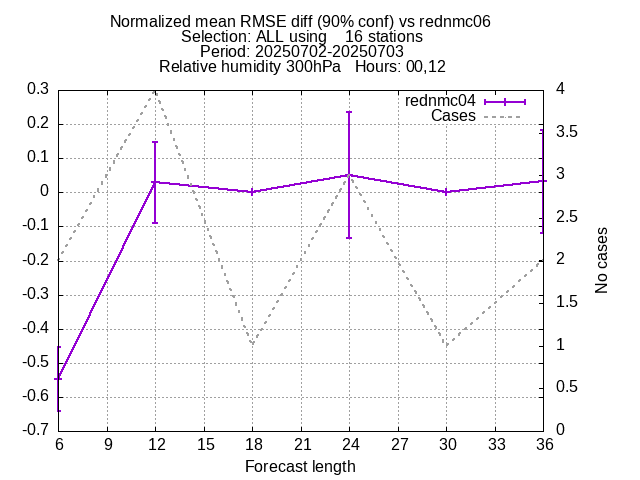 Normalized mean RMSE diff (90% conf) vs rednmc06
Selection: ALL using    16 stations
Period: 20250702-20250703
Relative humidity 300hPa   Hours: 00,12
rednmc04
Cases
0.3
0.2
0.1
0
-0.1
-0.2
-0.3
-0.4
-0.5
-0.6
-0.7
4
3.5
3
2.5
2
1.5
1
0.5
0
No cases
6 9 12 15 18 21 24 27 30 33 36
Forecast length